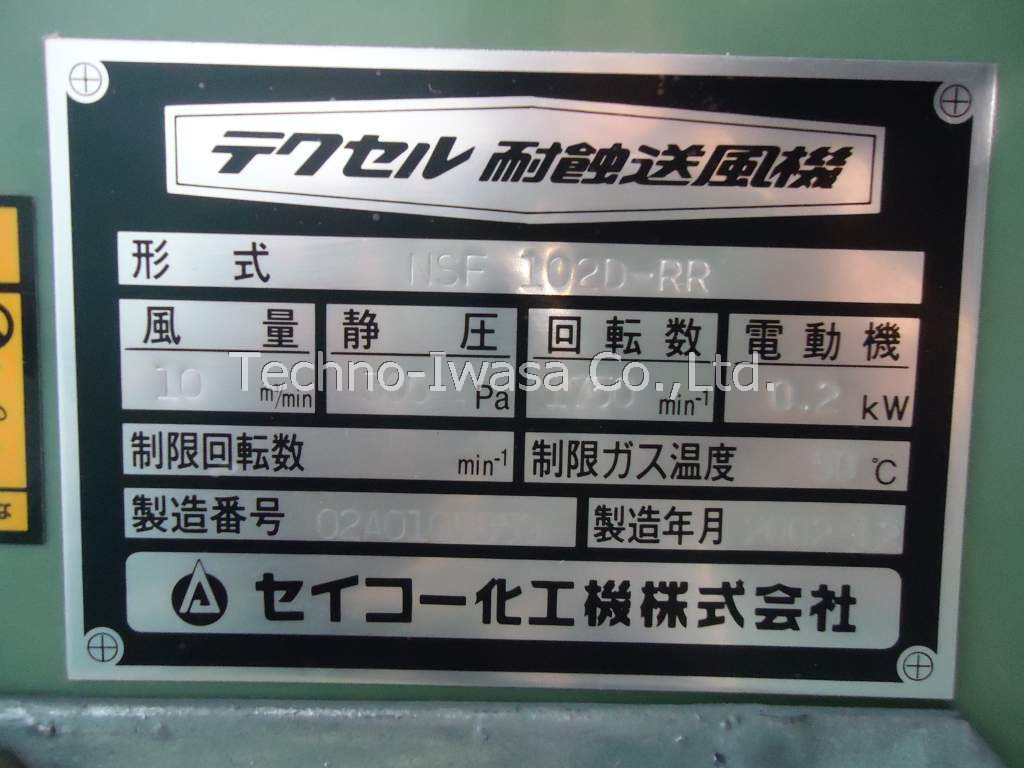 テクセル 耐蝕送風機
形式 NSF 102D-RR
風量 静圧 回転数 電動機
10 m³/min Pa min-1 0.2 kW
Techno-Iwasa Co.,Ltd.
制限回転数 min-1 制限ガス温度 ℃
製造番号 製造年月
セイコー化工機株式会社